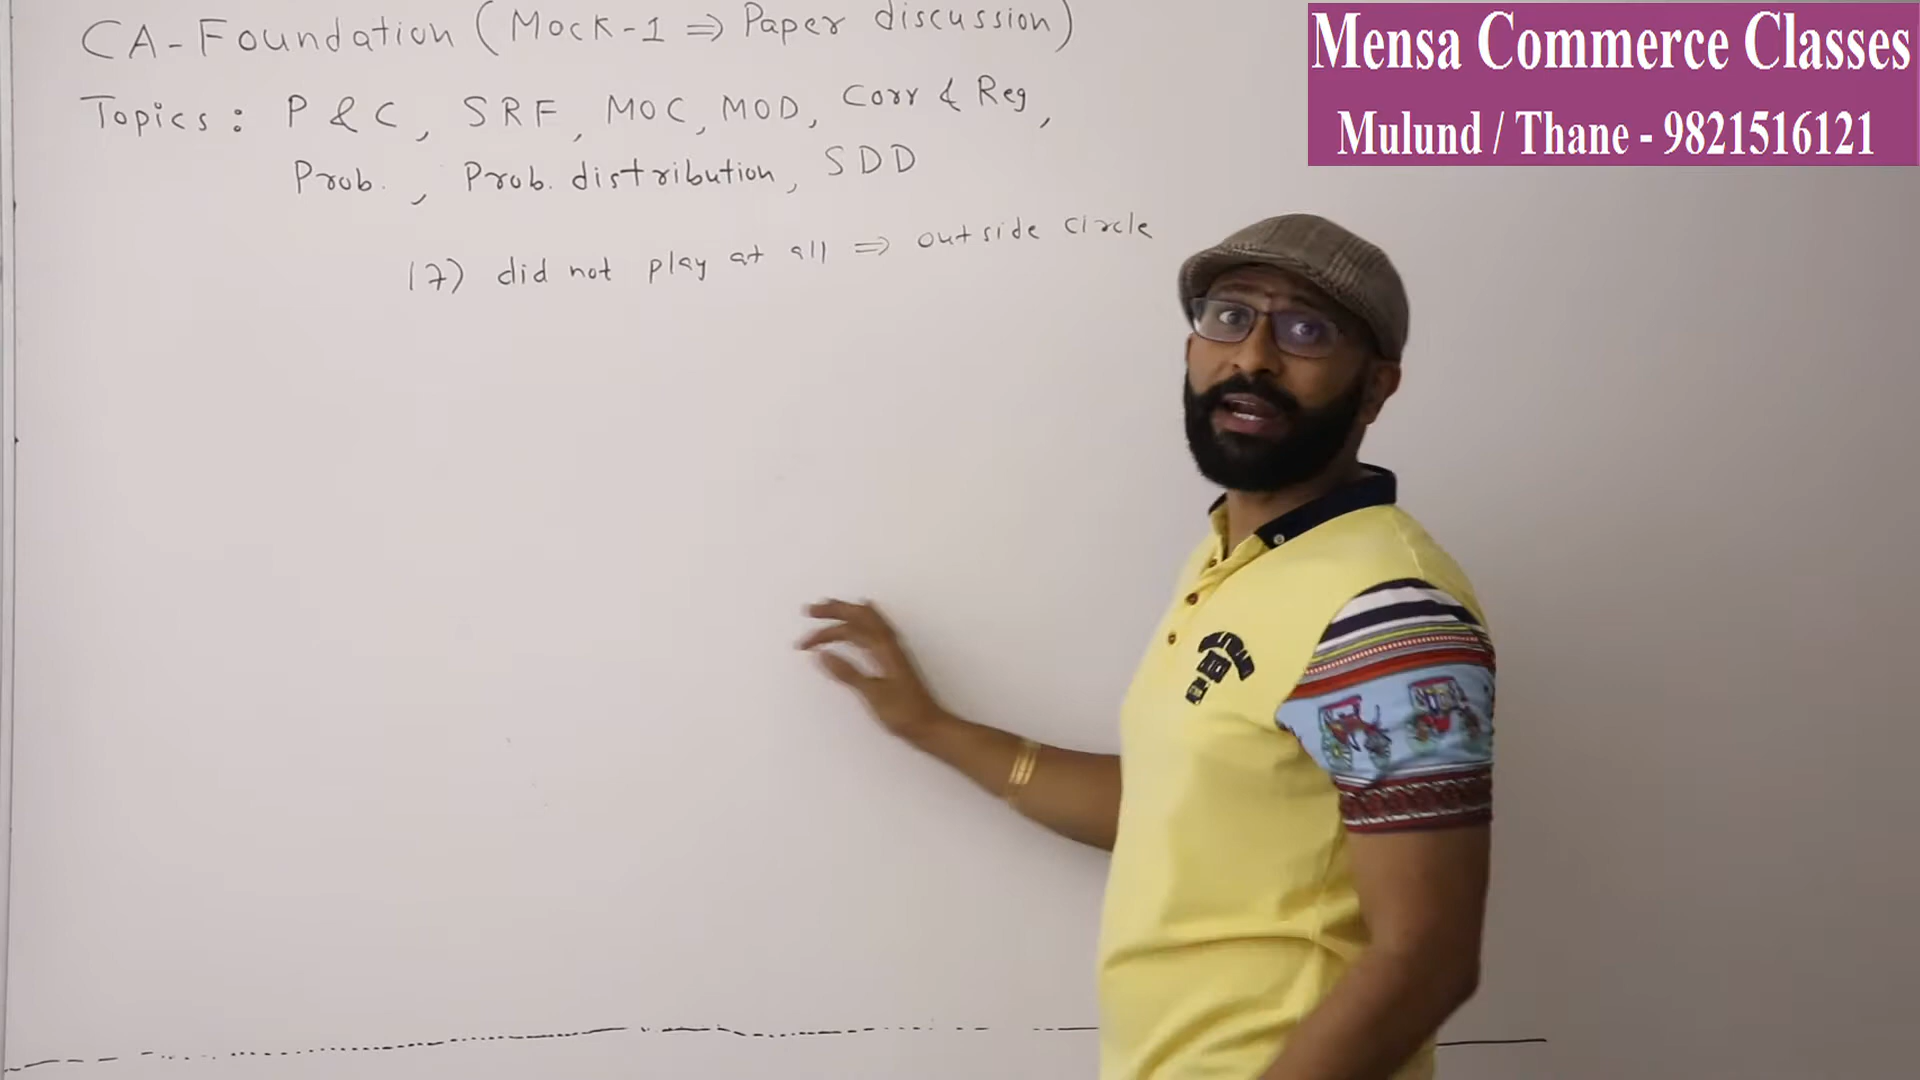 CA-Foundation (Mock-1 ⇒ Paper discussion)
Topics: P & C, SRF, MOC, MOD, Corr & Reg,
Prob., Prob. distribution, SDD
17) did not play at all ⇒ outside circle
Mensa Commerce Classes
Mulund / Thane - 9821516121